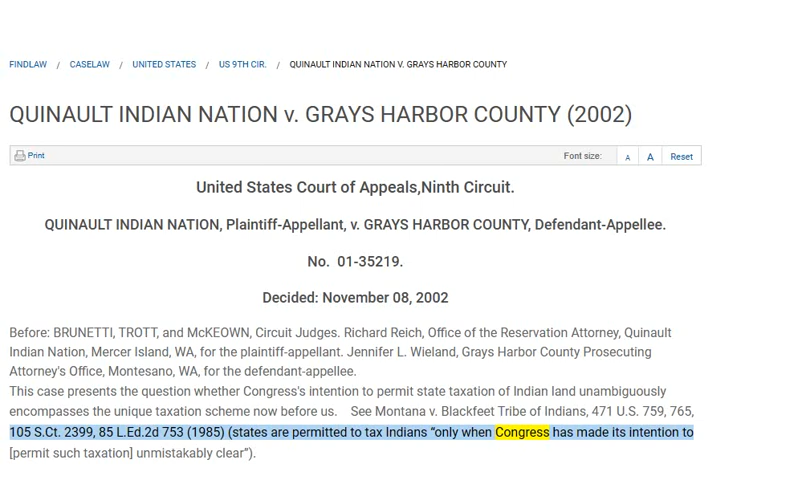 FINDLAW / CASELAW / UNITED STATES / US 9TH CIR. / QUINAULT INDIAN NATION V. GRAYS HARBOR COUNTY
QUINAULT INDIAN NATION v. GRAYS HARBOR COUNTY (2002)
Print Font size: A A Reset
United States Court of Appeals,Ninth Circuit.
QUINAULT INDIAN NATION, Plaintiff-Appellant, v. GRAYS HARBOR COUNTY, Defendant-Appellee.
No. 01-35219.
Decided: November 08, 2002
Before: BRUNETTI, TROTT, and McKEOWN, Circuit Judges. Richard Reich, Office of the Reservation Attorney, Quinault
Indian Nation, Mercer Island, WA, for the plaintiff-appellant. Jennifer L. Wieland, Grays Harbor County Prosecuting
Attorney's Office, Montesano, WA, for the defendant-appellee.
This case presents the question whether Congress's intention to permit state taxation of Indian land unambiguously
encompasses the unique taxation scheme now before us. See Montana v. Blackfeet Tribe of Indians, 471 U.S. 759, 765,
105 S.Ct. 2399, 85 L.Ed.2d 753 (1985) (states are permitted to tax Indians “only when Congress has made its intention to
[permit such taxation] unmistakably clear”).